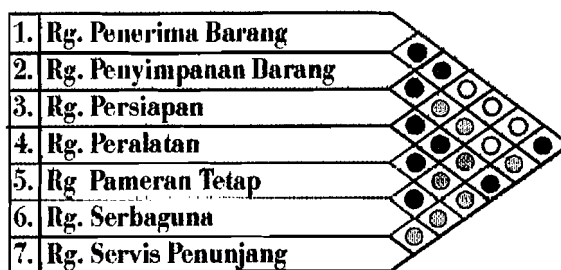 1. Rg. Penerima Barang
2. Rg. Penyimpanan Darang
3. Rg. Persiapan
4. Rg. Peralatan
5. Rg Pameran Tetap
6. Rg. Serbaguna
7. Rg. Servis Penunjang